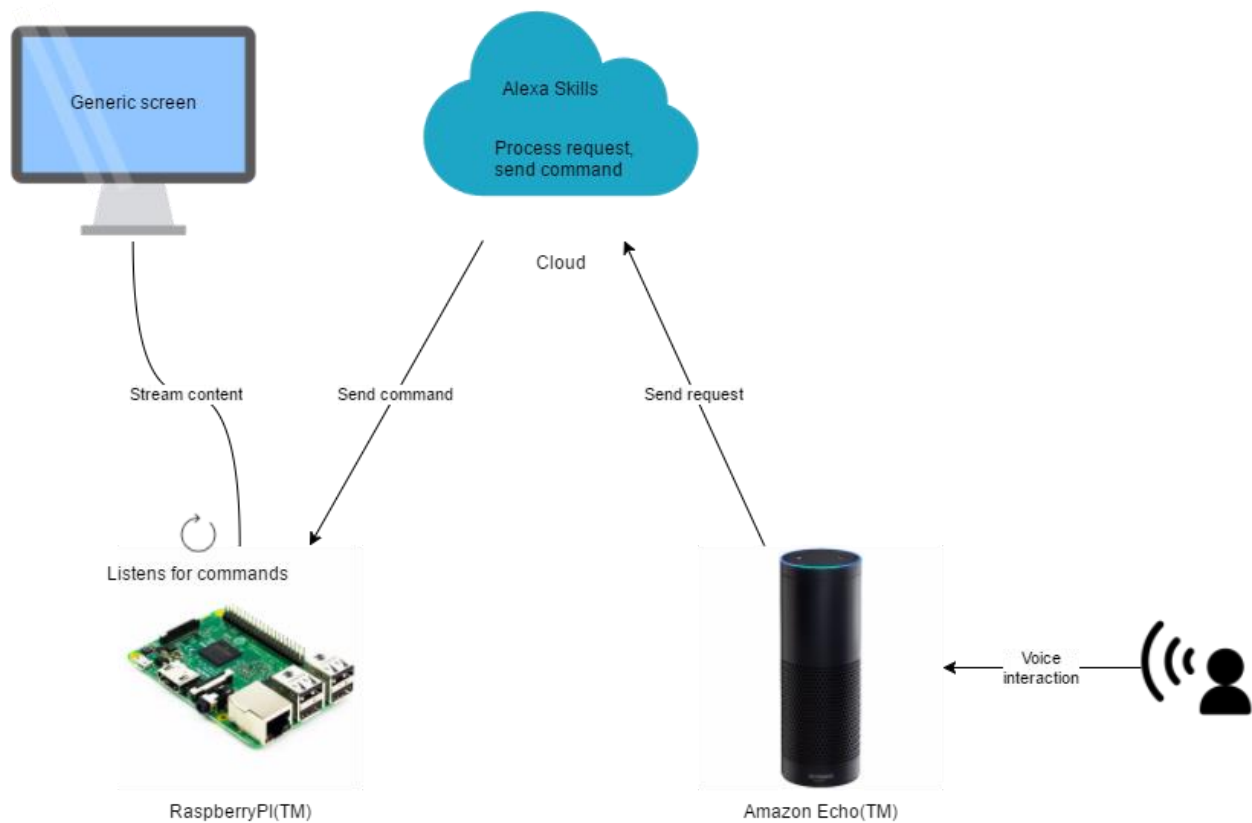 Generic screen
Alexa Skills
Process request,
send command
Cloud
Stream content
Send command
Send request
Listens for commands
Voice
interaction
RaspberryPI(TM)
Amazon Echo(TM)